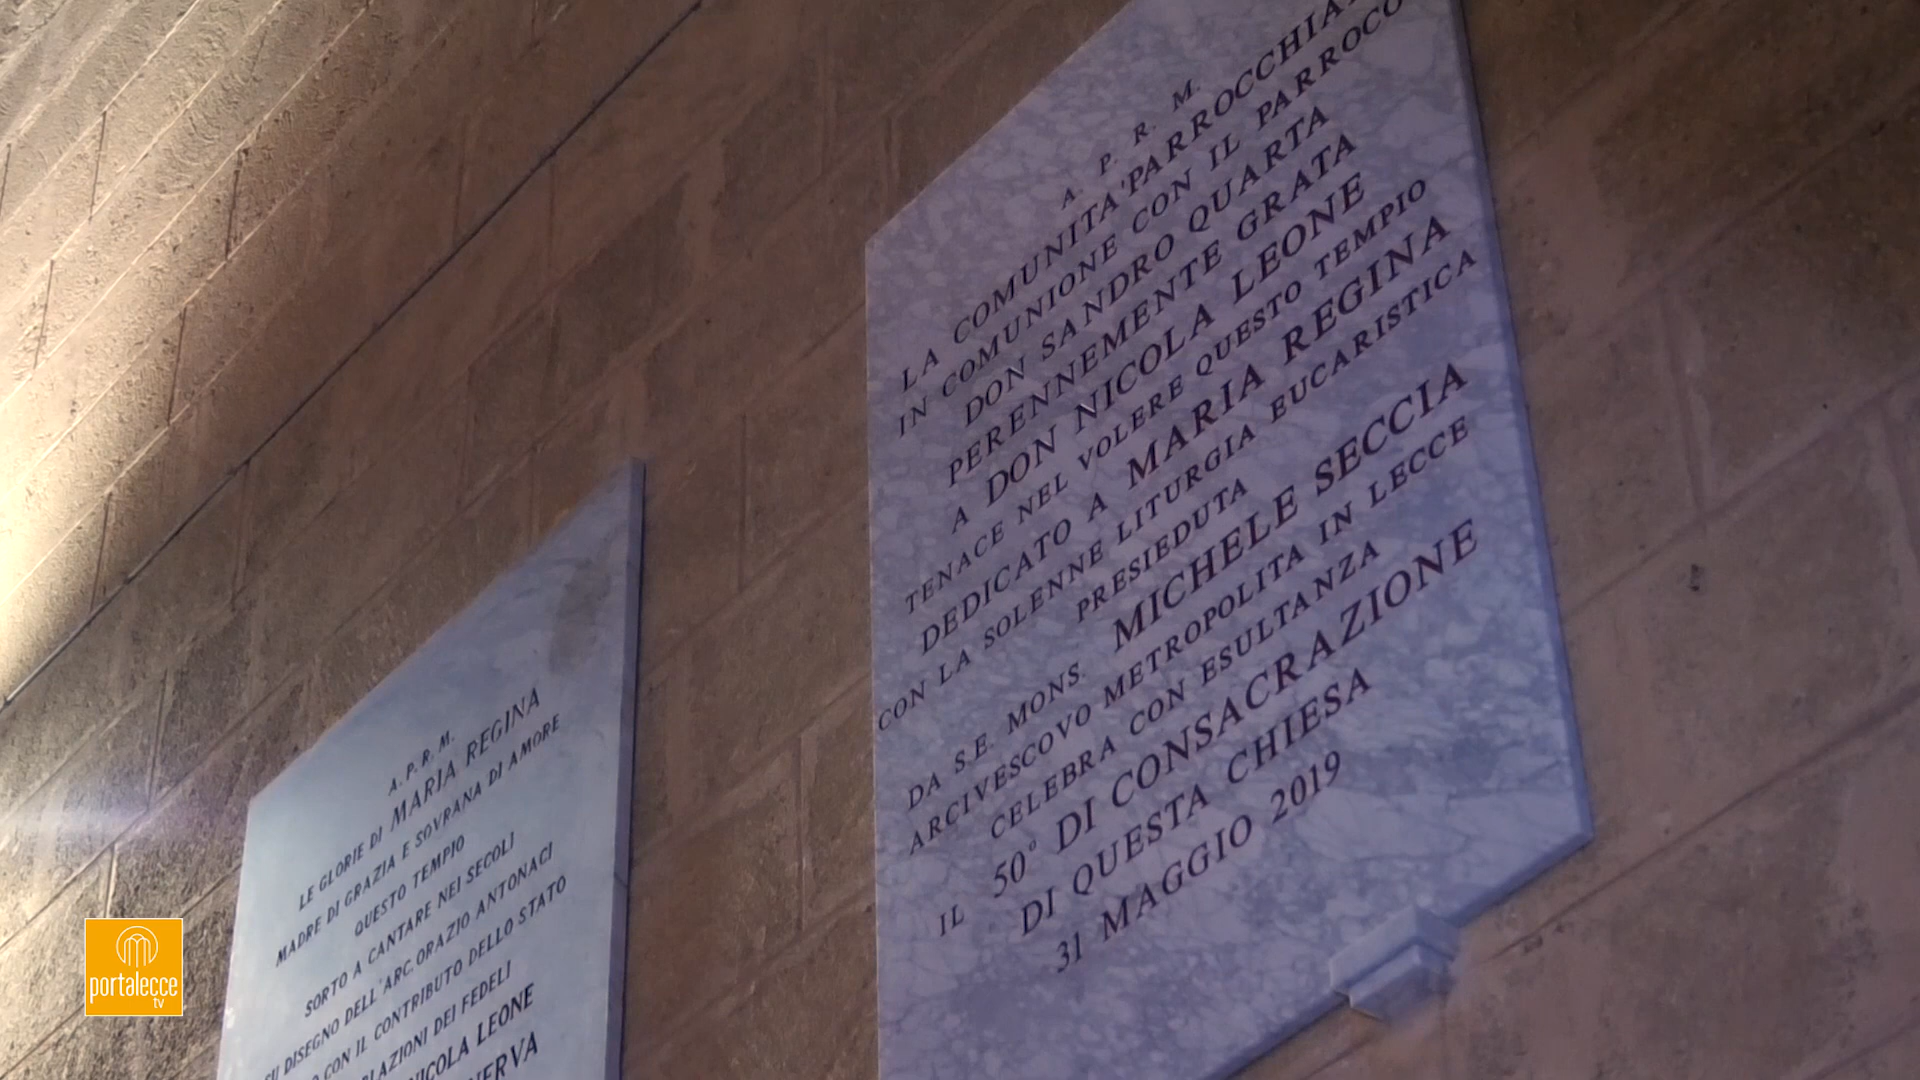 A. P. R. M.
LE GLORIE DI MARIA REGINA
MADRE DI GRAZIA E SOVRANA DI AMORE
QUESTO TEMPIO
SORTO A CANTARE NEI SECOLI
SU DISEGNO DELL'ARC. ORAZIO ANTONACI
CON IL CONTRIBUTO DELLO STATO
DEI FEDELI
LEONE
A. P. R. M.
LA COMUNITA' PARROCCHIALE
IN COMUNIONE CON IL PARROCO
DON SANDRO QUARTA
PERENNEMENTE GRATA
A DON NICOLA LEONE
TENACE NEL VOLERE QUESTO TEMPIO
DEDICATO A MARIA REGINA
CON LA SOLENNE LITURGIA EUCARISTICA
PRESIEDUTA
DA S.E. MONS. MICHELE SECCIA
ARCIVESCOVO METROPOLITA IN LECCE
CELEBRA CON ESULTANZA
IL 50° DI CONSACRAZIONE
DI QUESTA CHIESA
31 MAGGIO 2019
portalecce
tv